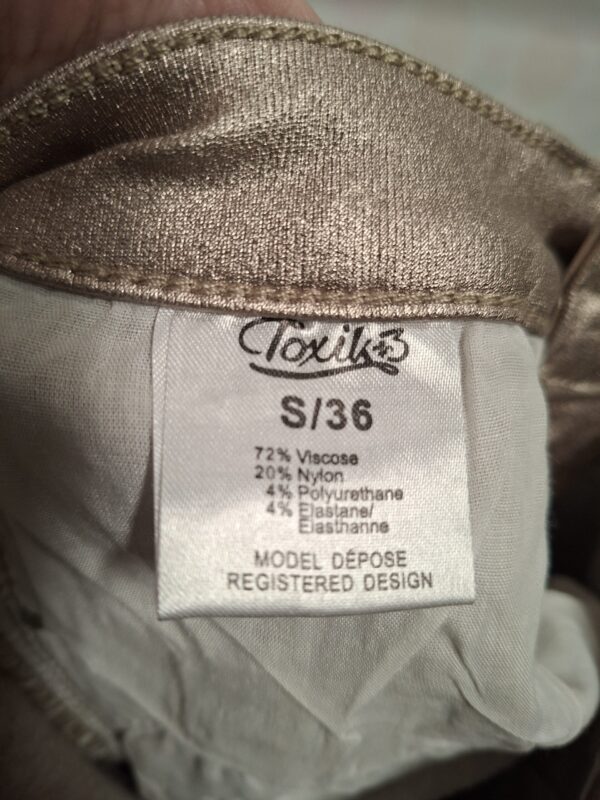 Toxik3
S/36
72% Viscose
20% Nylon
4% Polyurethane
4% Elastane/
Elasthanne
MODEL DÉPOSE
REGISTERED DESIGN